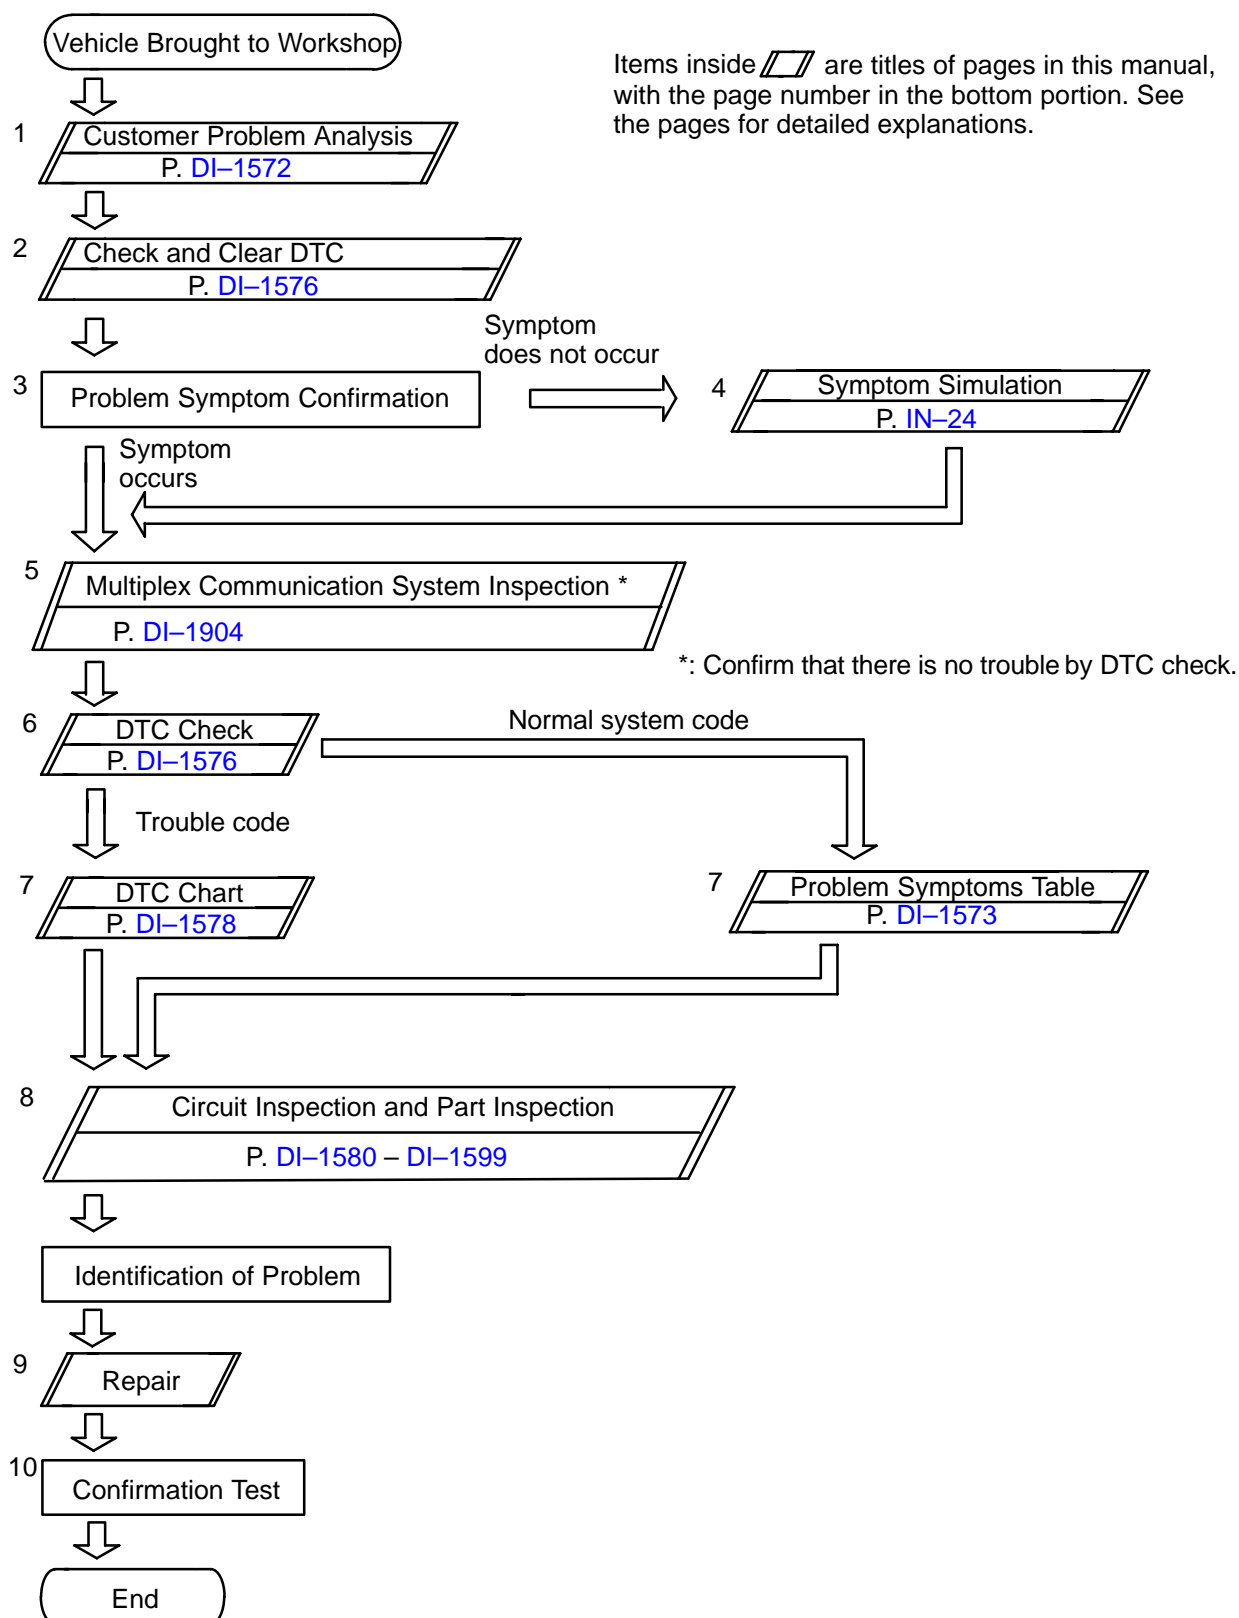 Vehicle Brought to Workshop
Items inside are titles of pages in this manual,
with the page number in the bottom portion. See
the pages for detailed explanations.
1
Customer Problem Analysis
P. DI–1572
2
Check and Clear DTC
P. DI–1576
Symptom
does not occur
3
Problem Symptom Confirmation
4
Symptom Simulation
P. IN–24
Symptom
occurs
5
Multiplex Communication System Inspection *
P. DI–1904
*: Confirm that there is no trouble by DTC check.
6
DTC Check
P. DI–1576
Normal system code
Trouble code
7
DTC Chart
P. DI–1578
7
Problem Symptoms Table
P. DI–1573
8
Circuit Inspection and Part Inspection
P. DI–1580 – DI–1599
Identification of Problem
9
Repair
10
Confirmation Test
End